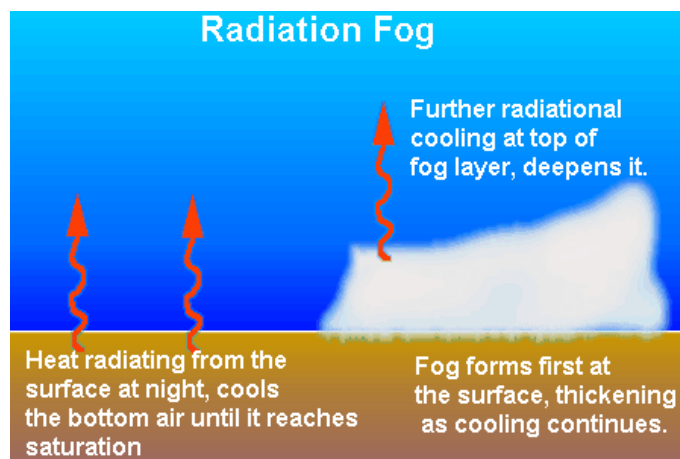 Radiation Fog
Further radiational
cooling at top of
fog layer, deepens it.
Heat radiating from the
surface at night, cools
the bottom air until it reaches
saturation
Fog forms first at
the surface, thickening
as cooling continues.